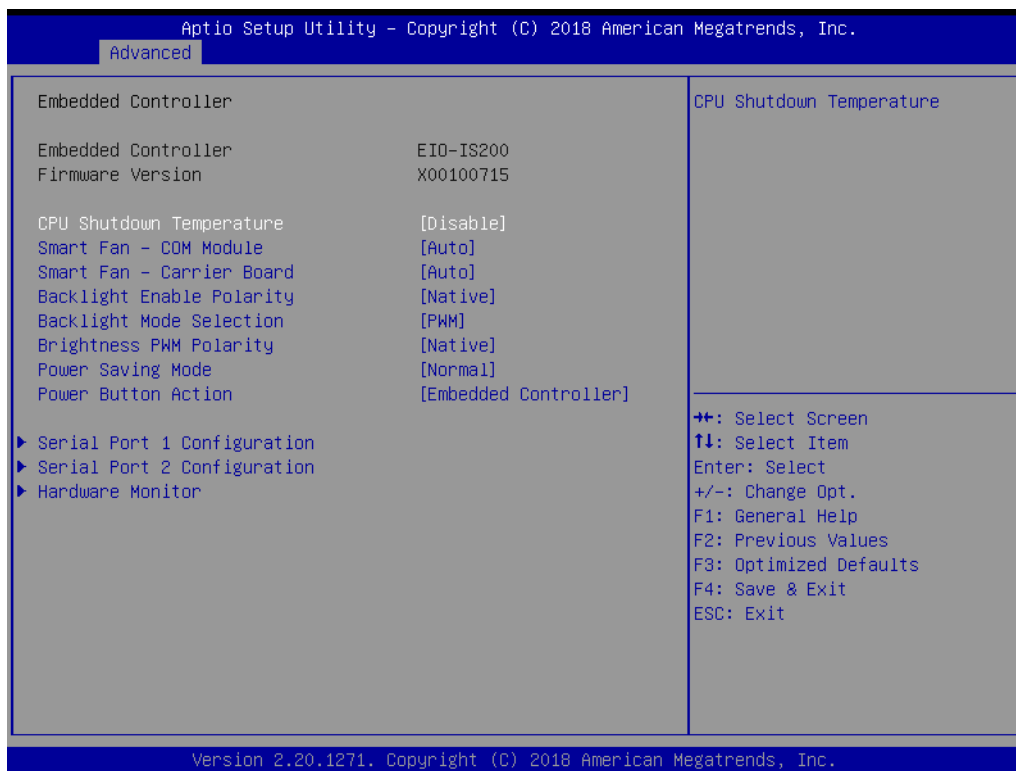 Aptio Setup Utility – Copyright (C) 2018 American Megatrends, Inc.
Advanced
Embedded Controller
Embedded Controller EIO-IS200
Firmware Version X00100715
CPU Shutdown Temperature [Disable]
Smart Fan – COM Module [Auto]
Smart Fan – Carrier Board [Auto]
Backlight Enable Polarity [Native]
Backlight Mode Selection [PWM]
Brightness PWM Polarity [Native]
Power Saving Mode [Normal]
Power Button Action [Embedded Controller]
Serial Port 1 Configuration
Serial Port 2 Configuration
Hardware Monitor
CPU Shutdown Temperature
→←: Select Screen
↑↓: Select Item
Enter: Select
+/-: Change Opt.
F1: General Help
F2: Previous Values
F3: Optimized Defaults
F4: Save & Exit
ESC: Exit
Version 2.20.1271. Copyright (C) 2018 American Megatrends, Inc.